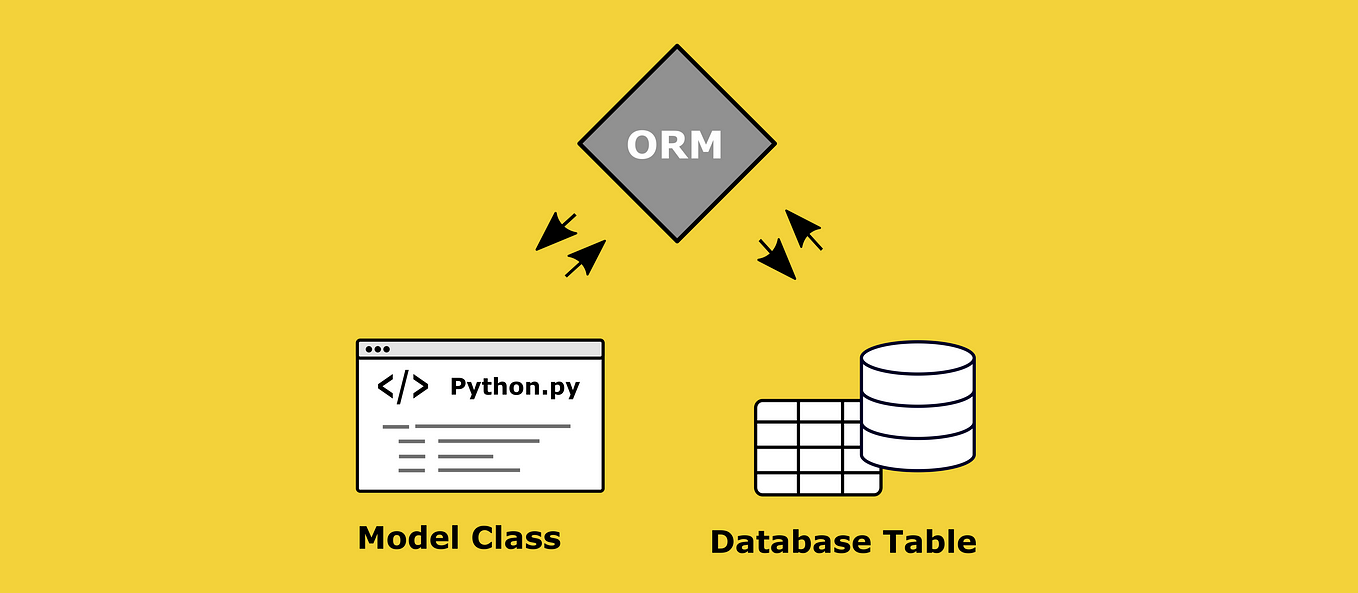 ORM
</> Python.py
Model Class
Database Table